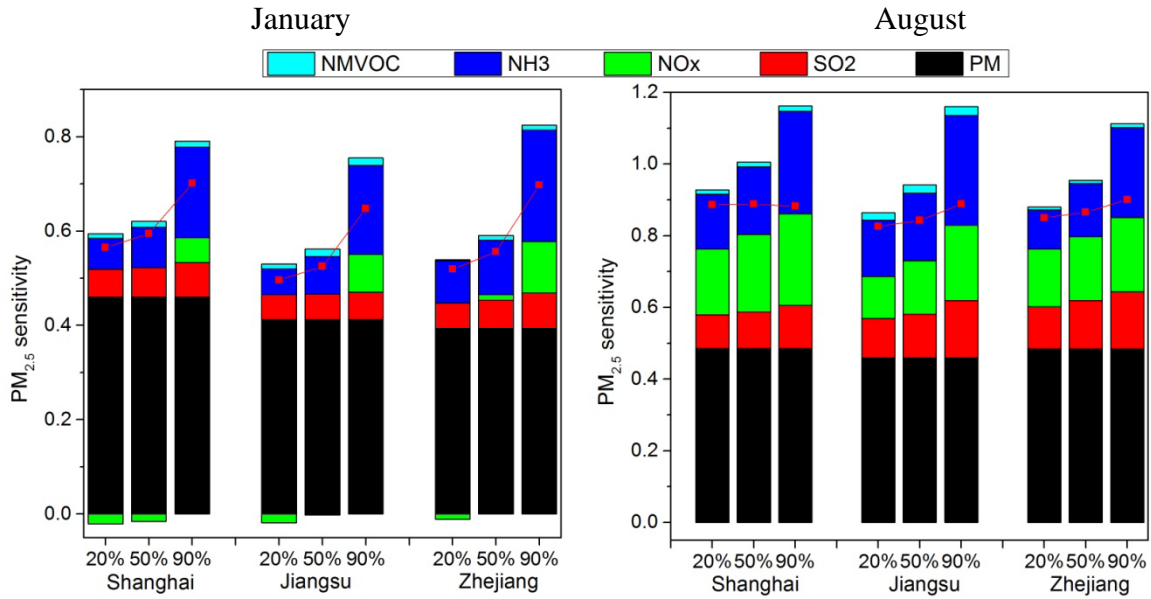 January
August
NMVOC NH3 NOx SO2 PM
PM2.5 sensitivity
0.8
0.6
0.4
0.2
0.0
20% 50% 90% 20% 50% 90% 20% 50% 90%
Shanghai Jiangsu Zhejiang
PM2.5 sensitivity
1.2
1.0
0.8
0.6
0.4
0.2
0.0
20% 50% 90% 20% 50% 90% 20% 50% 90%
Shanghai Jiangsu Zhejiang